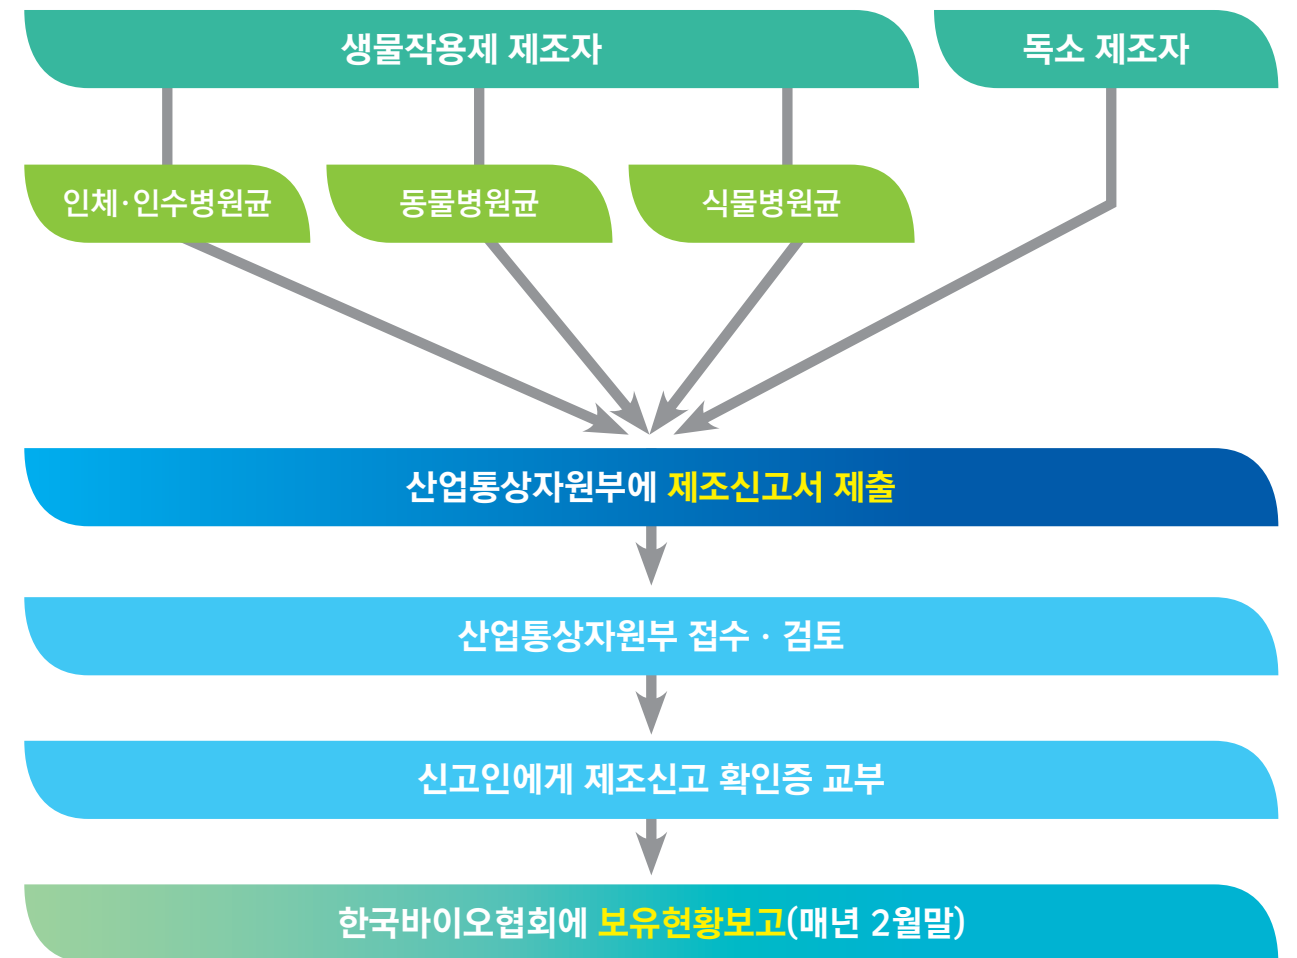 생물작용제 제조자
독소 제조자
인체·인수병원균
동물병원균
식물병원균
산업통상자원부에 제조신고서 제출
산업통상자원부 접수 · 검토
신고인에게 제조신고 확인증 교부
한국바이오협회에 보유현황보고(매년 2월말)